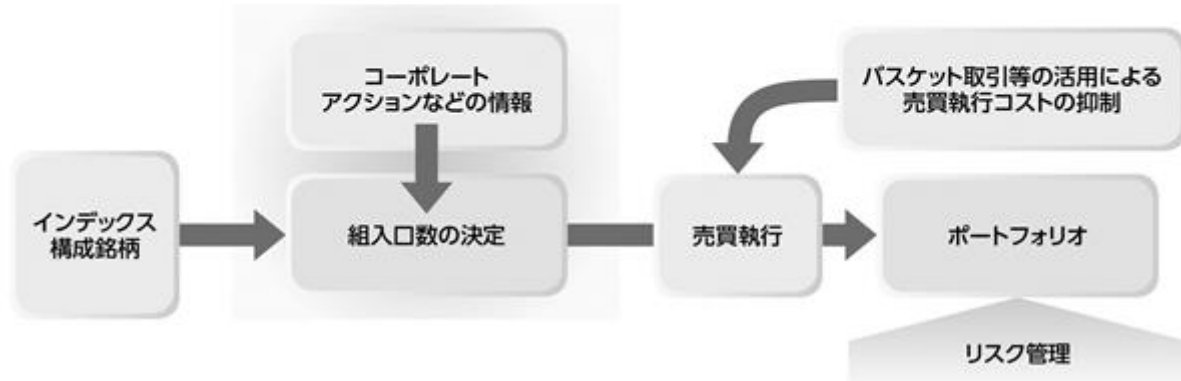 コーポレート
アクションなどの情報
バスケット取引等の活用による
売買執行コストの抑制
インデックス
構成銘柄
組入口数の決定
売買執行
ポートフォリオ
リスク管理